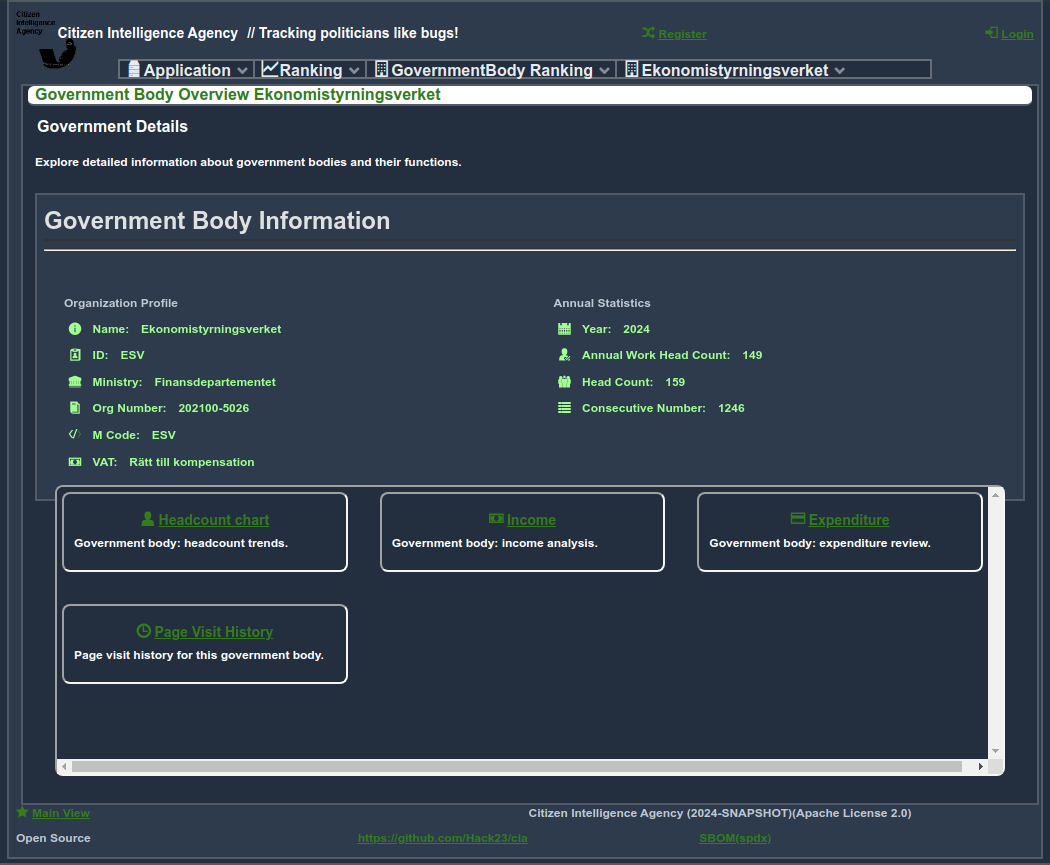 Citizen
Intelligence
Agency
Citizen Intelligence Agency // Tracking politicians like bugs!
Register
Login
Application
Ranking
GovernmentBody Ranking
Ekonomistyrningsverket
Government Body Overview Ekonomistyrningsverket
Government Details
Explore detailed information about government bodies and their functions.
Government Body Information
Organization Profile
Name: Ekonomistyrningsverket
ID: ESV
Ministry: Finansdepartementet
Org Number: 202100-5026
M Code: ESV
VAT: Rätt till kompensation
Annual Statistics
Year: 2024
Annual Work Head Count: 149
Head Count: 159
Consecutive Number: 1246
Headcount chart
Government body: headcount trends.
Income
Government body: income analysis.
Expenditure
Government body: expenditure review.
Page Visit History
Page visit history for this government body.
Main View
Citizen Intelligence Agency (2024-SNAPSHOT)(Apache License 2.0)
Open Source
https://github.com/Hack23/cia
SBOM(spdx)